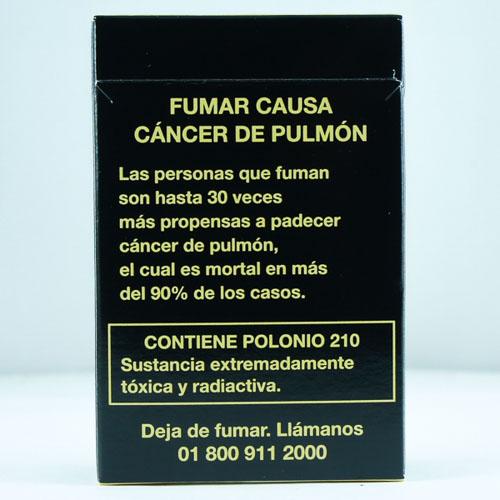 FUMAR CAUSA
CÁNCER DE PULMÓN
Las personas que fuman
son hasta 30 veces
más propensas a padecer
cáncer de pulmón,
el cual es mortal en más
del 90% de los casos.
CONTIENE POLONIO 210
Sustancia extremadamente
tóxica y radiactiva.
Deja de fumar. Llámanos
01 800 911 2000